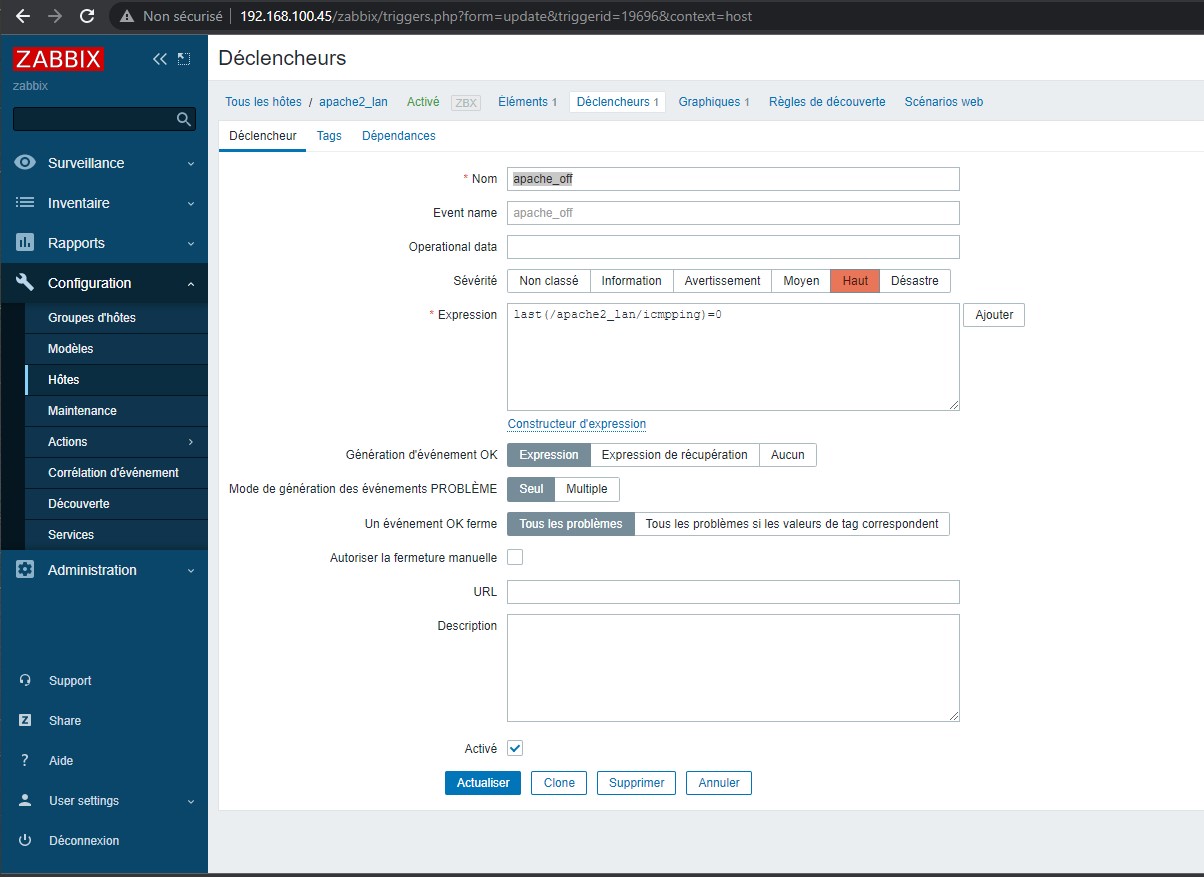 Non sécurisé 192.168.100.45/zabbix/triggers.php?form=update&triggerid=19696&context=host
ZABBIX
zabbix
Surveillance
Inventaire
Rapports
Configuration
Groupes d'hôtes
Modèles
Hôtes
Maintenance
Actions
Corrélation d'événement
Découverte
Services
Administration
Support
Z Share
? Aide
User settings
Déconnexion
Déclencheurs
Tous les hôtes / apache2_lan Activé ZBX Éléments 1 Déclencheurs 1 Graphiques 1 Règles de découverte Scénarios web
Déclencheur Tags Dépendances
* Nom apache_off
Event name apache_off
Operational data
Sévérité Non classé Information Avertissement Moyen Haut Désastre
* Expression last(/apache2_lan/icmpping)=0 Ajouter
Constructeur d'expression
Génération d'événement OK Expression Expression de récupération Aucun
Mode de génération des événements PROBLÈME Seul Multiple
Un événement OK ferme Tous les problèmes Tous les problèmes si les valeurs de tag correspondent
Autoriser la fermeture manuelle
URL
Description
Activé
Actualiser Clone Supprimer Annuler